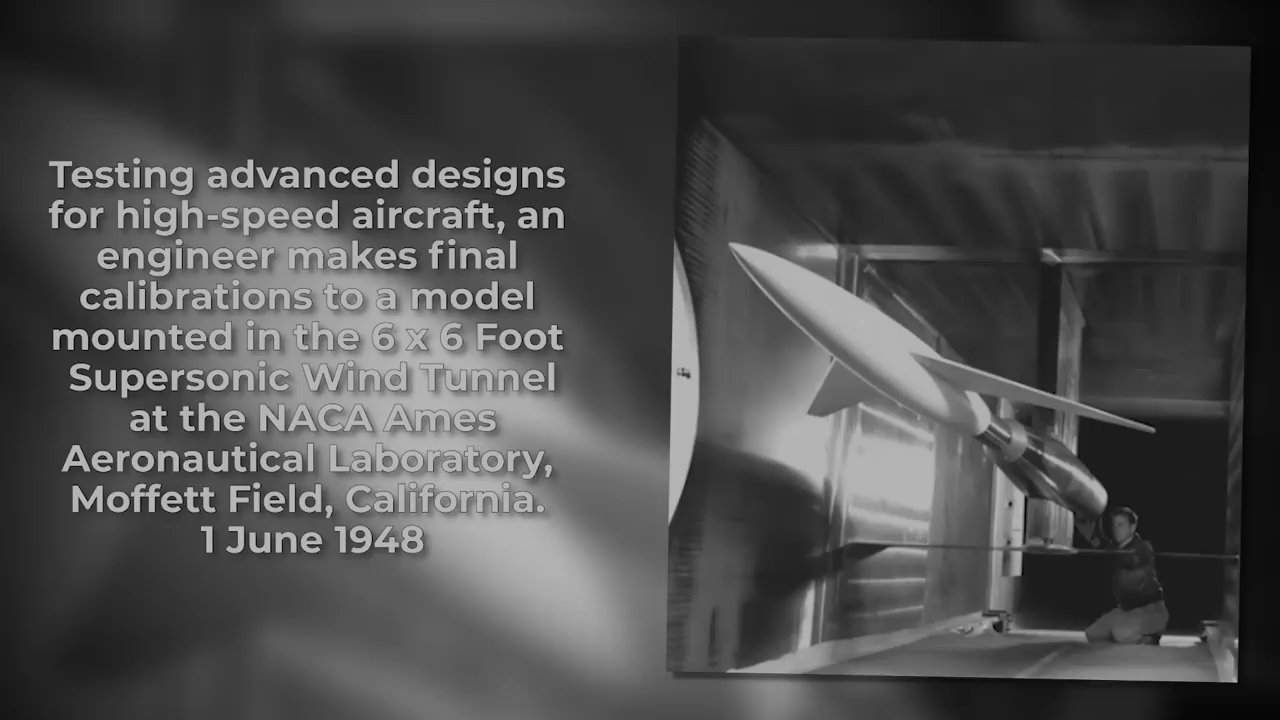 Testing advanced designs
for high-speed aircraft, an
engineer makes final
calibrations to a model
mounted in the 6 x 6 Foot
Supersonic Wind Tunnel
at the NACA Ames
Aeronautical Laboratory,
Moffett Field, California.
1 June 1948